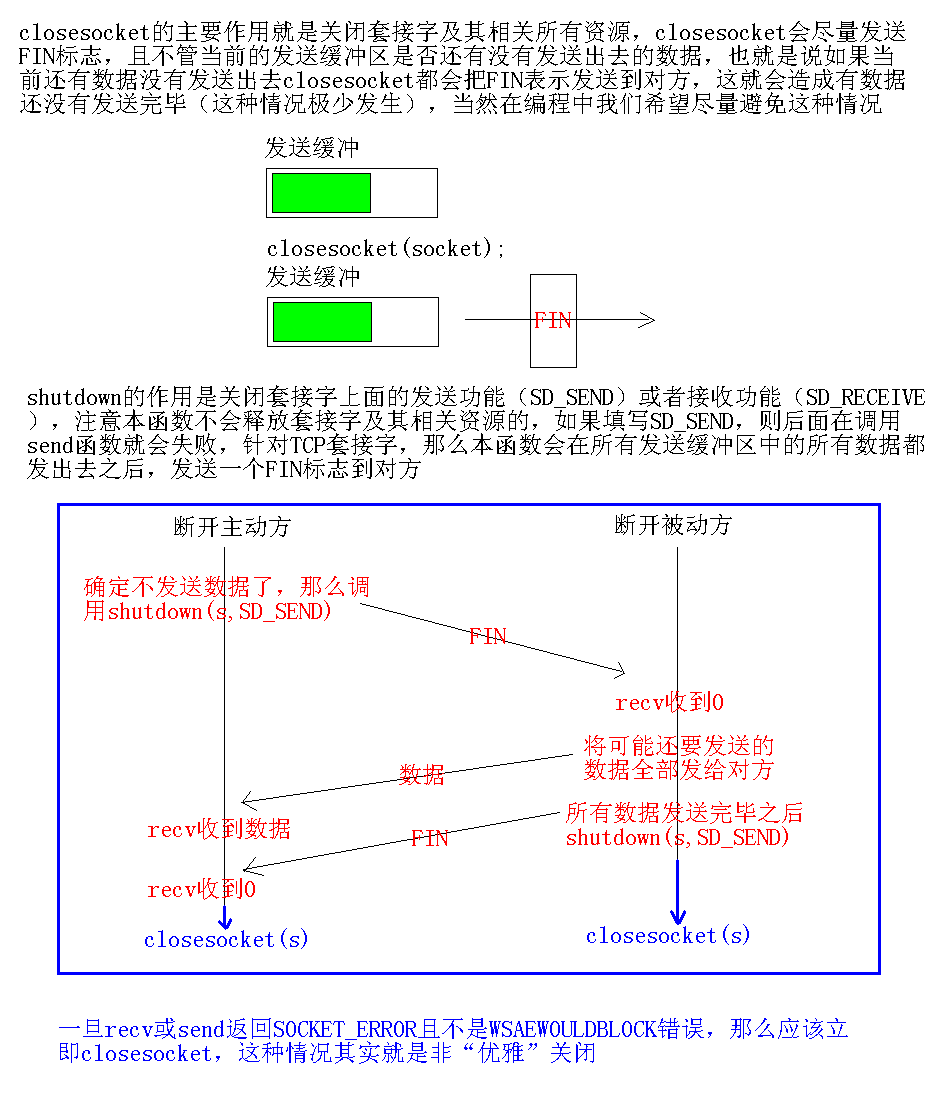 closesocket的主要作用就是关闭套接字及其相关所有资源，closesocket会尽量发送
FIN标志，且不管当前的发送缓冲区是否还有没有发送出去的数据，也就是说如果当
前还有数据没有发送出去closesocket都会把FIN表示发送到对方，这就会造成有数据
还没有发送完毕（这种情况极少发生），当然在编程中我们希望尽量避免这种情况
发送缓冲
closesocket(socket);
发送缓冲
FIN
shutdown的作用是关闭套接字上面的发送功能（SD_SEND）或者接收功能（SD_RECEIVE
），注意本函数不会释放套接字及其相关资源的，如果填写SD_SEND，则后面在调用
send函数就会失败，针对TCP套接字，那么本函数会在所有发送缓冲区中的所有数据都
发出去之后，发送一个FIN标志到对方
断开主动方
断开被动方
确定不发送数据了，那么调
用shutdown(s,SD_SEND)
FIN
recv收到0
将可能还要发送的
数据全部发给对方
数据
所有数据发送完毕之后
shutdown(s,SD_SEND)
recv收到数据
FIN
recv收到0
closesocket(s)
closesocket(s)
一旦recv或send返回SOCKET_ERROR且不是WSAEWOULDBLOCK错误，那么应该立
即closesocket，这种情况其实就是非“优雅”关闭